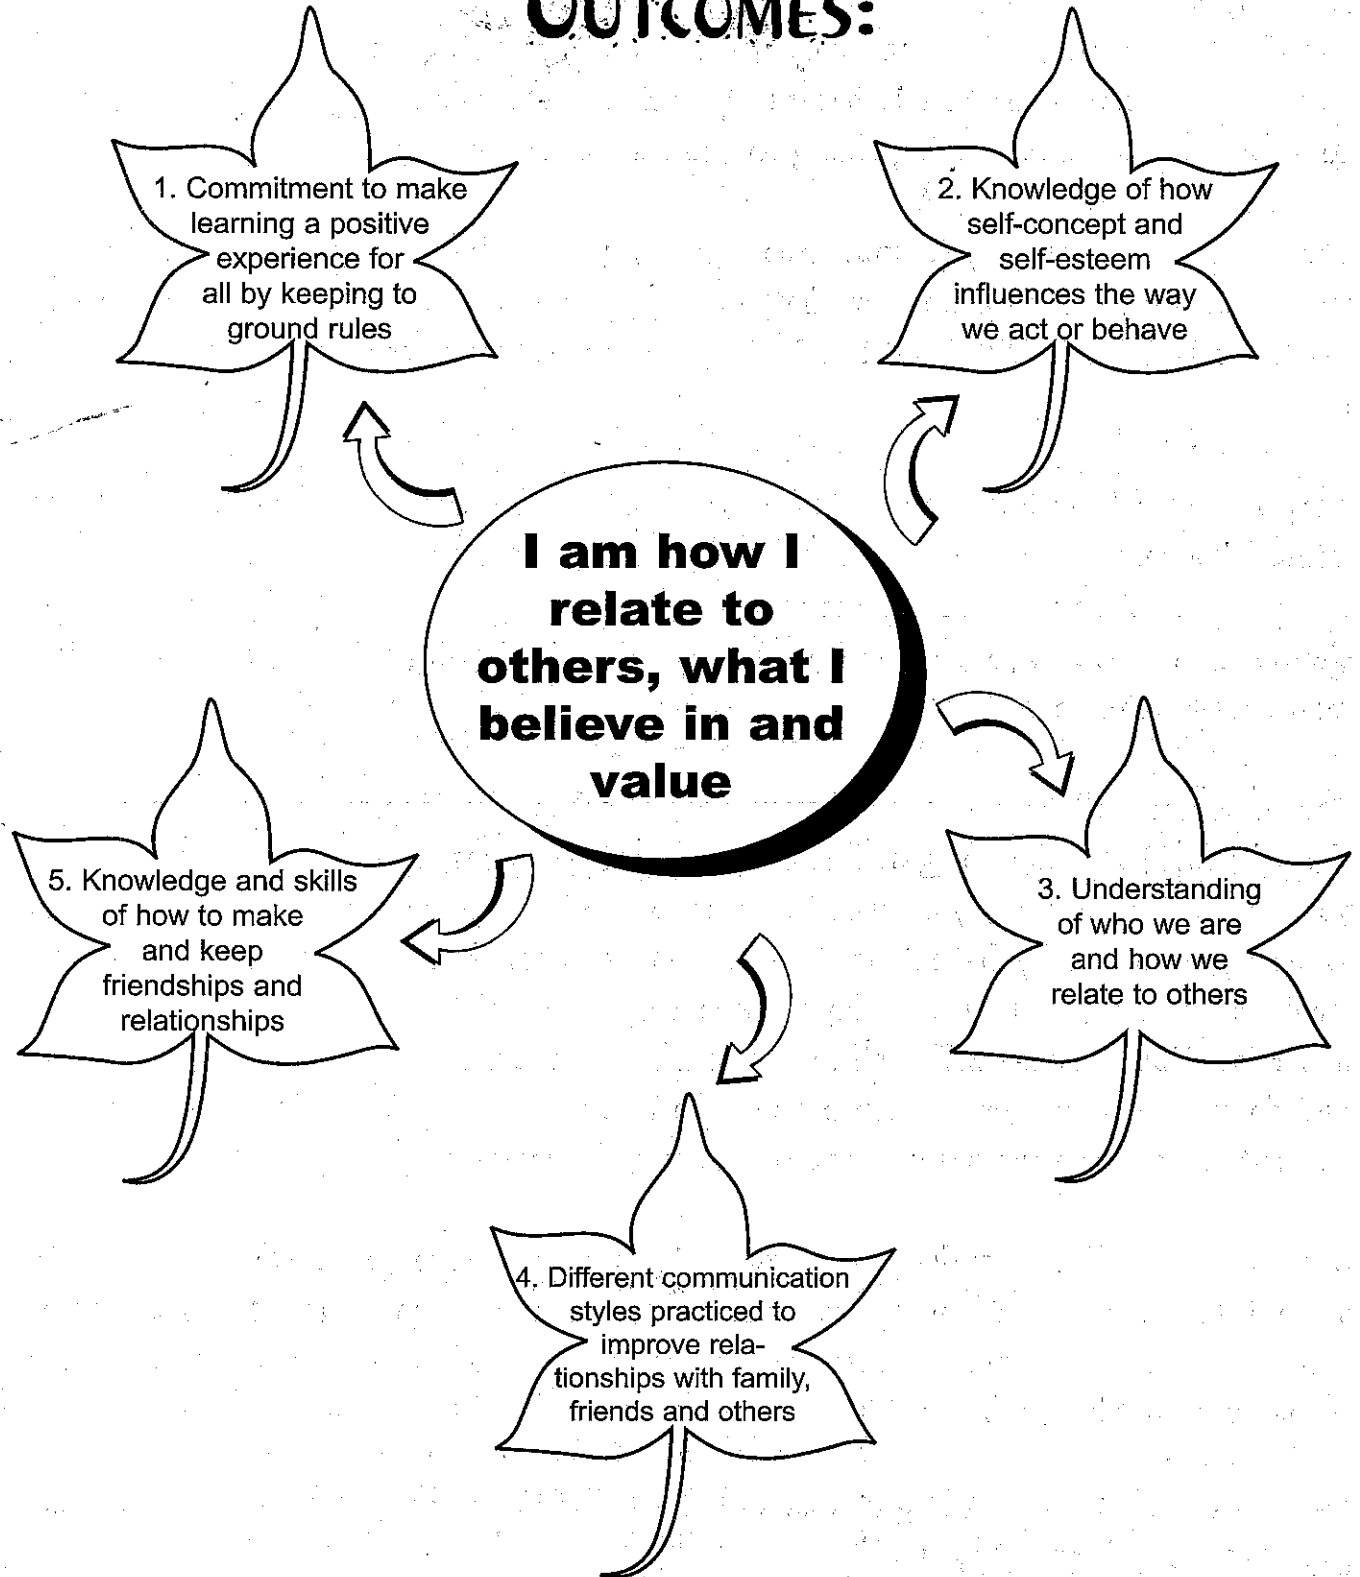 OUTCOMES:
1. Commitment to make
learning a positive
experience for
all by keeping to
ground rules
2. Knowledge of how
self-concept and
self-esteem
influences the way
we act or behave
I am how I
relate to
others, what I
believe in and
value
3. Understanding
of who we are
and how we
relate to others
4. Different communication
styles practiced to
improve rela-
tionships with family,
friends and others
5. Knowledge and skills
of how to make
and keep
friendships and
relationships